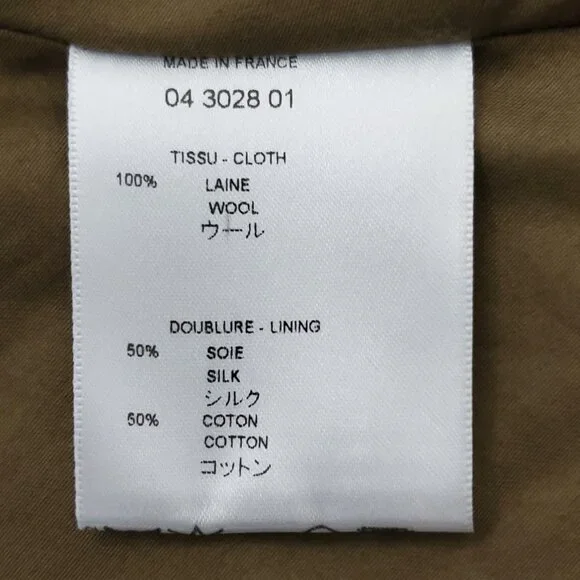 MADE IN FRANCE
04 3028 01
TISSU - CLOTH
100% LAINE
WOOL
ウール
DOUBLURE - LINING
50% SOIE
SILK
シルク
50% COTON
COTTON
コットン